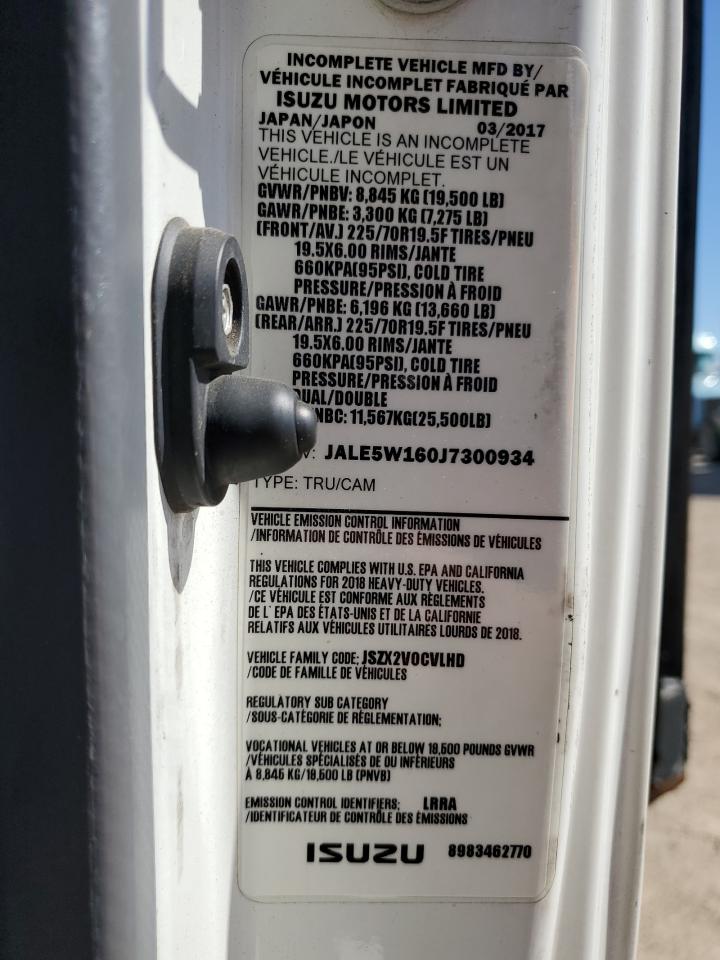 INCOMPLETE VEHICLE MFD BY/
VÉHICULE INCOMPLET FABRIQUÉ PAR
ISUZU MOTORS LIMITED
JAPAN/JAPON 03/2017
THIS VEHICLE IS AN INCOMPLETE
VEHICLE./LE VÉHICULE EST UN
VÉHICULE INCOMPLET.
GVWR/PNBV: 8,845 KG (19,500 LB)
GAWR/PNBE: 3,300 KG (7,275 LB)
(FRONT/AV.) 225/70R19.5F TIRES/PNEU
19.5X6.00 RIMS/JANTE
660KPA(95PSI), COLD TIRE
PRESSURE/PRESSION À FROID
GAWR/PNBE: 6,196 KG (13,660 LB)
(REAR/ARR.) 225/70R19.5F TIRES/PNEU
19.5X6.00 RIMS/JANTE
660KPA(95PSI), COLD TIRE
PRESSURE/PRESSION À FROID
DUAL/DOUBLE
NBC: 11,567KG(25,500LB)
JALE5W160J7300934
TYPE: TRU/CAM
VEHICLE EMISSION CONTROL INFORMATION
/INFORMATION DE CONTRÔLE DES ÉMISSIONS DE VÉHICULES
THIS VEHICLE COMPLIES WITH U.S. EPA AND CALIFORNIA
REGULATIONS FOR 2018 HEAVY-DUTY VEHICLES.
/CE VÉHICULE EST CONFORME AUX RÈGLEMENTS
DE L' EPA DES ÉTATS-UNIS ET DE LA CALIFORNIE
RELATIFS AUX VÉHICULES UTILITAIRES LOURDS DE 2018.
VEHICLE FAMILY CODE: JSZX2VOCVLHD
/CODE DE FAMILLE DE VÉHICULES
REGULATORY SUB CATEGORY
/SOUS-CATÉGORIE DE RÉGLEMENTATION;
VOCATIONAL VEHICLES AT OR BELOW 19,500 POUNDS GVWR
/VÉHICULES SPÉCIALISÉS DE OU INFÉRIEURS
À 8,845 KG/19,500 LB (PNVB)
EMISSION CONTROL IDENTIFIERS: LRRA
/IDENTIFICATEUR DE CONTRÔLE DES ÉMISSIONS
ISUZU 8983462770